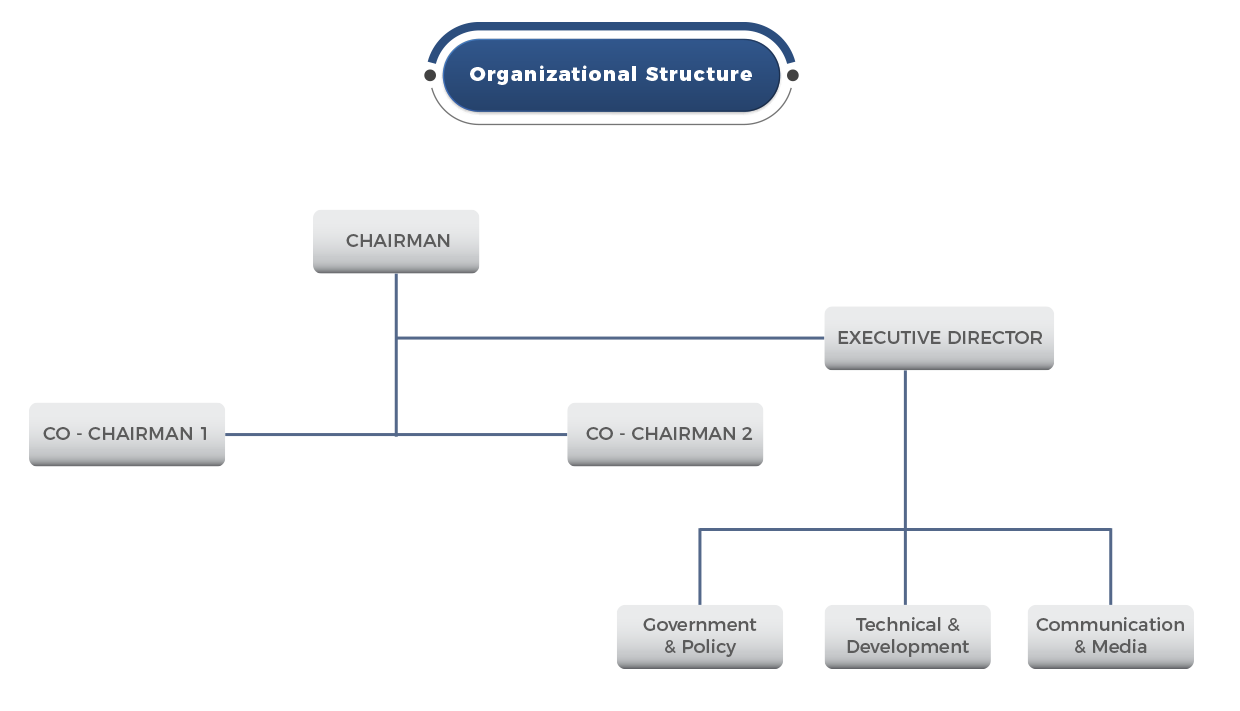 Organizational Structure
CHAIRMAN
EXECUTIVE DIRECTOR
CO - CHAIRMAN 1
CO - CHAIRMAN 2
Government
& Policy
Technical &
Development
Communication
& Media